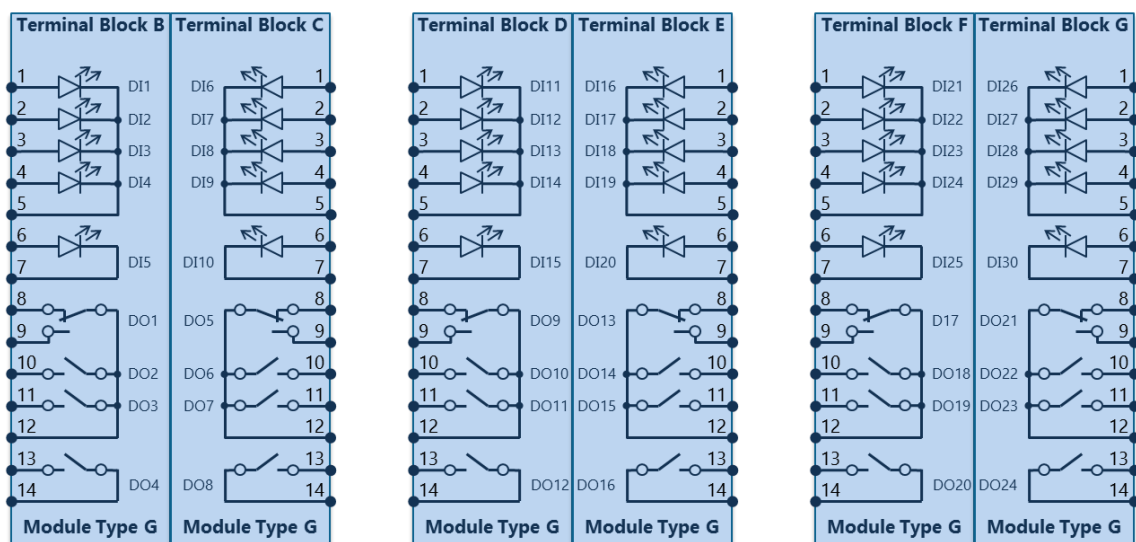 Terminal Block B
1 DI1
2 DI2
3 DI3
4 DI4
5
6
7 DI5
8
9 DO1
10 DO2
11 DO3
12
13
14 DO4
Module Type G
Terminal Block C
DI6 1
DI7 2
DI8 3
DI9 4
5
6
DI10 7
8
DO5 9
DO6 10
DO7 11
12
13
DO8 14
Module Type G
Terminal Block D
1 DI11
2 DI12
3 DI13
4 DI14
5
6
7 DI15
8
9 DO9
10 DO10
11 DO11
12
13
14 DO12
Module Type G
Terminal Block E
DI16 1
DI17 2
DI18 3
DI19 4
5
6
DI20 7
8
DO13 9
DO14 10
DO15 11
12
13
DO16 14
Module Type G
Terminal Block F
1 DI21
2 DI22
3 DI23
4 DI24
5
6
7 DI25
8
9 D17
10 DO18
11 DO19
12
13
14 DO20
Module Type G
Terminal Block G
DI26 1
DI27 2
DI28 3
DI29 4
5
6
DI30 7
8
DO21 9
DO22 10
DO23 11
12
13
DO24 14
Module Type G